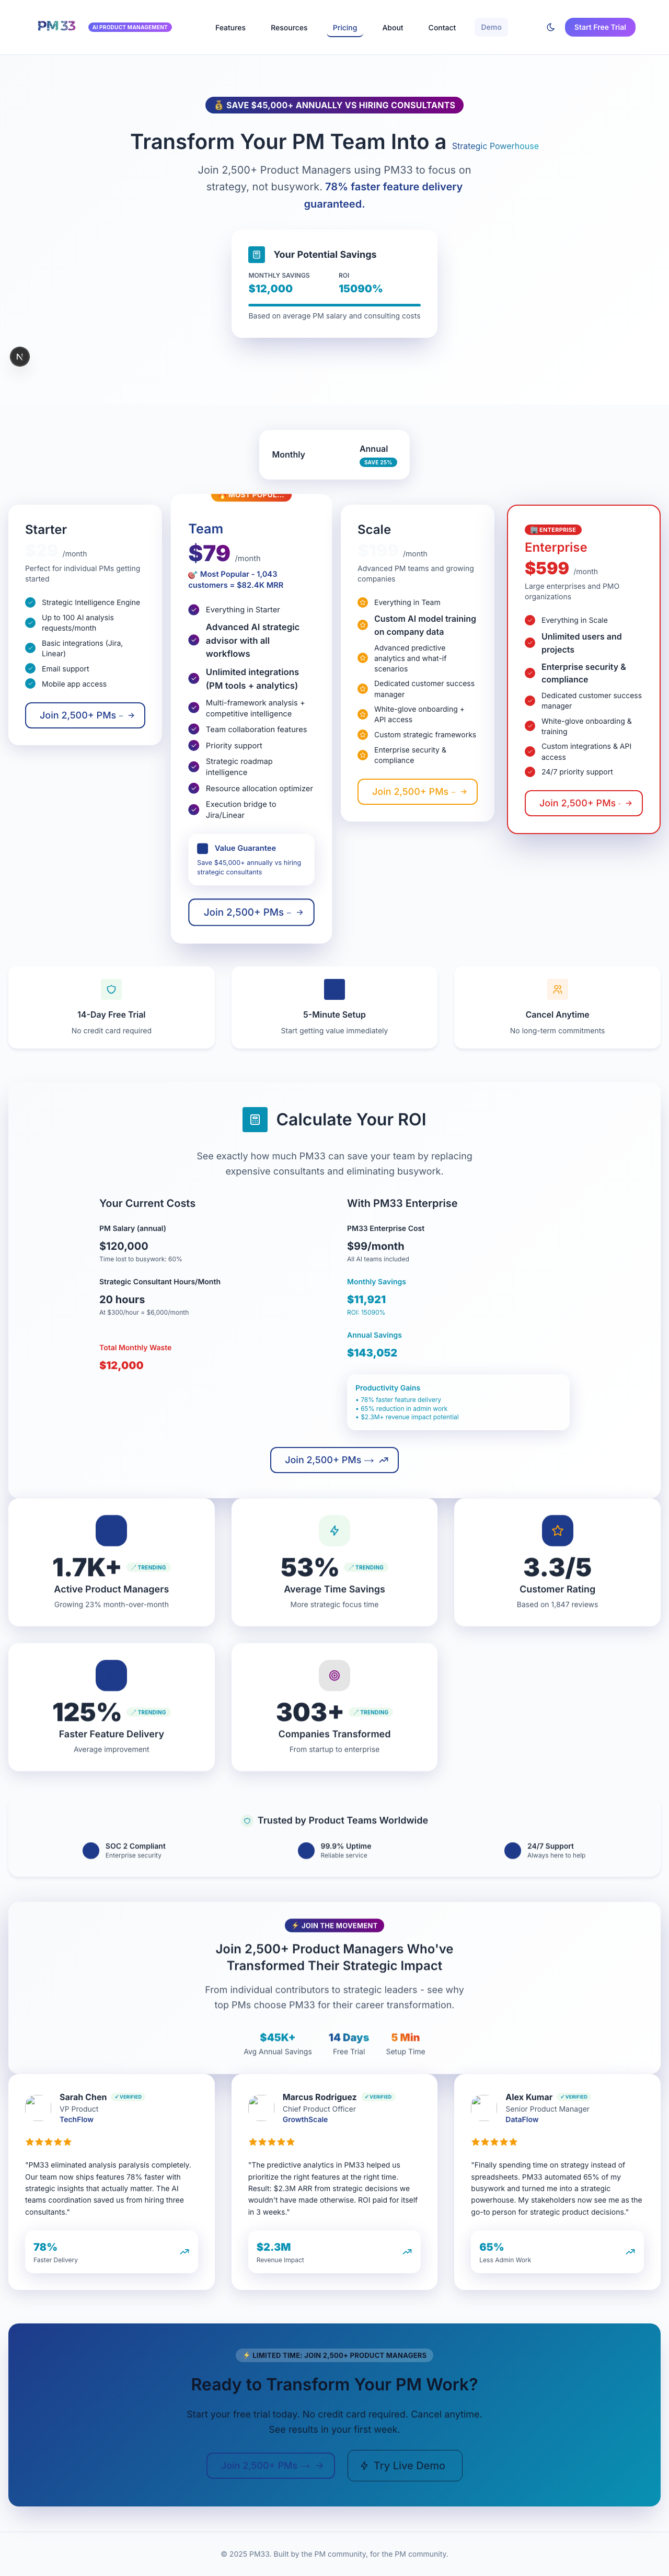 PM33
AI PRODUCT MANAGEMENT
Features
Resources
Pricing
About
Contact
Demo
Start Free Trial
💰 SAVE $45,000+ ANNUALLY VS HIRING CONSULTANTS
Transform Your PM Team Into a Strategic Powerhouse
Join 2,500+ Product Managers using PM33 to focus on
strategy, not busywork. 78% faster feature delivery
guaranteed.
Your Potential Savings
MONTHLY SAVINGS
$12,000
ROI
15090%
Based on average PM salary and consulting costs
N
Monthly
Annual
SAVE 25%
Starter
$29 /month
Perfect for individual PMs getting
started
Strategic Intelligence Engine
Up to 100 AI analysis
requests/month
Basic integrations (Jira,
Linear)
Email support
Mobile app access
Join 2,500+ PMs – →
🔥 MOST POPUL...
Team
$79 /month
🎯 Most Popular - 1,043
customers = $82.4K MRR
Everything in Starter
Advanced AI strategic
advisor with all
workflows
Unlimited integrations
(PM tools + analytics)
Multi-framework analysis +
competitive intelligence
Team collaboration features
Priority support
Strategic roadmap
intelligence
Resource allocation optimizer
Execution bridge to
Jira/Linear
Value Guarantee
Save $45,000+ annually vs hiring
strategic consultants
Join 2,500+ PMs – →
Scale
$199 /month
Advanced PM teams and growing
companies
Everything in Team
Custom AI model training
on company data
Advanced predictive
analytics and what-if
scenarios
Dedicated customer success
manager
White-glove onboarding +
API access
Custom strategic frameworks
Enterprise security &
compliance
Join 2,500+ PMs – →
🏢 ENTERPRISE
Enterprise
$599 /month
Large enterprises and PMO
organizations
Everything in Scale
Unlimited users and
projects
Enterprise security &
compliance
Dedicated customer success
manager
White-glove onboarding &
training
Custom integrations & API
access
24/7 priority support
Join 2,500+ PMs - →
14-Day Free Trial
No credit card required
5-Minute Setup
Start getting value immediately
Cancel Anytime
No long-term commitments
Calculate Your ROI
See exactly how much PM33 can save your team by replacing
expensive consultants and eliminating busywork.
Your Current Costs
PM Salary (annual)
$120,000
Time lost to busywork: 60%
Strategic Consultant Hours/Month
20 hours
At $300/hour = $6,000/month
Total Monthly Waste
$12,000
With PM33 Enterprise
PM33 Enterprise Cost
$99/month
All AI teams included
Monthly Savings
$11,921
ROI: 15090%
Annual Savings
$143,052
Productivity Gains
• 78% faster feature delivery
• 65% reduction in admin work
• $2.3M+ revenue impact potential
Join 2,500+ PMs →
1.7K+ TRENDING
Active Product Managers
Growing 23% month-over-month
53% TRENDING
Average Time Savings
More strategic focus time
3.3/5
Customer Rating
Based on 1,847 reviews
125% TRENDING
Faster Feature Delivery
Average improvement
303+ TRENDING
Companies Transformed
From startup to enterprise
Trusted by Product Teams Worldwide
SOC 2 Compliant
Enterprise security
99.9% Uptime
Reliable service
24/7 Support
Always here to help
⚡ JOIN THE MOVEMENT
Join 2,500+ Product Managers Who've
Transformed Their Strategic Impact
From individual contributors to strategic leaders - see why
top PMs choose PM33 for their career transformation.
$45K+
Avg Annual Savings
14 Days
Free Trial
5 Min
Setup Time
Sarah Chen ✓ VERIFIED
VP Product
TechFlow
"PM33 eliminated analysis paralysis completely.
Our team now ships features 78% faster with
strategic insights that actually matter. The AI
teams coordination saved us from hiring three
consultants."
78%
Faster Delivery
Marcus Rodriguez ✓ VERIFIED
Chief Product Officer
GrowthScale
"The predictive analytics in PM33 helped us
prioritize the right features at the right time.
Result: $2.3M ARR from strategic decisions we
wouldn't have made otherwise. ROI paid for itself
in 3 weeks."
$2.3M
Revenue Impact
Alex Kumar ✓ VERIFIED
Senior Product Manager
DataFlow
"Finally spending time on strategy instead of
spreadsheets. PM33 automated 65% of my
busywork and turned me into a strategic
powerhouse. My stakeholders now see me as the
go-to person for strategic product decisions."
65%
Less Admin Work
⚡ LIMITED TIME: JOIN 2,500+ PRODUCT MANAGERS
Ready to Transform Your PM Work?
Start your free trial today. No credit card required. Cancel anytime.
See results in your first week.
Join 2,500+ PMs → →
Try Live Demo
© 2025 PM33. Built by the PM community, for the PM community.